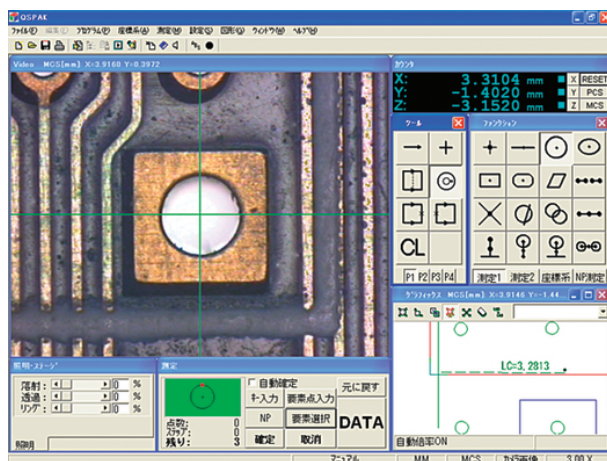 QSPAK
ファイル(F) 編集(E) プログラム(P) 座標系(A) 測定(M) 設定(S) 図形(G) ウィンドウ(W) ヘルプ(H)
Video MCS[mm] X=3.9160 Y=0.3972
カウンタ
X: 3.3104 mm X RESET
Y: -1.4020 mm Y PCS
Z: -3.1520 mm Z MCS
ツール
ファンクション
CL
P1 P2 P3 P4
測定1 測定2 座標系 NP測定
グラフィックス MCS[mm] X=3.9146 Y=-1.44...
LC=3.2813
自動倍率ON
照明・ステージ
落射: 0 %
透過: 0 %
リング: 0 %
照明
測定
自動確定
元に戻す
キー入力 要素点入力
NP 要素選択 DATA
確定 取消
点数: 0
ステップ: 0
残り: 3
マニュアル MM MCS カラー画像 3.00 X